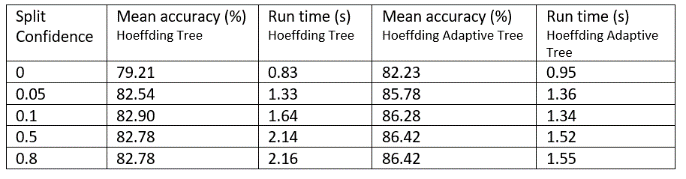 Split Confidence | Mean accuracy (%) Hoeffding Tree | Run time (s) Hoeffding Tree | Mean accuracy (%) Hoeffding Adaptive Tree | Run time (s) Hoeffding Adaptive Tree
0 | 79.21 | 0.83 | 82.23 | 0.95
0.05 | 82.54 | 1.33 | 85.78 | 1.36
0.1 | 82.90 | 1.64 | 86.28 | 1.34
0.5 | 82.78 | 2.14 | 86.42 | 1.52
0.8 | 82.78 | 2.16 | 86.42 | 1.55